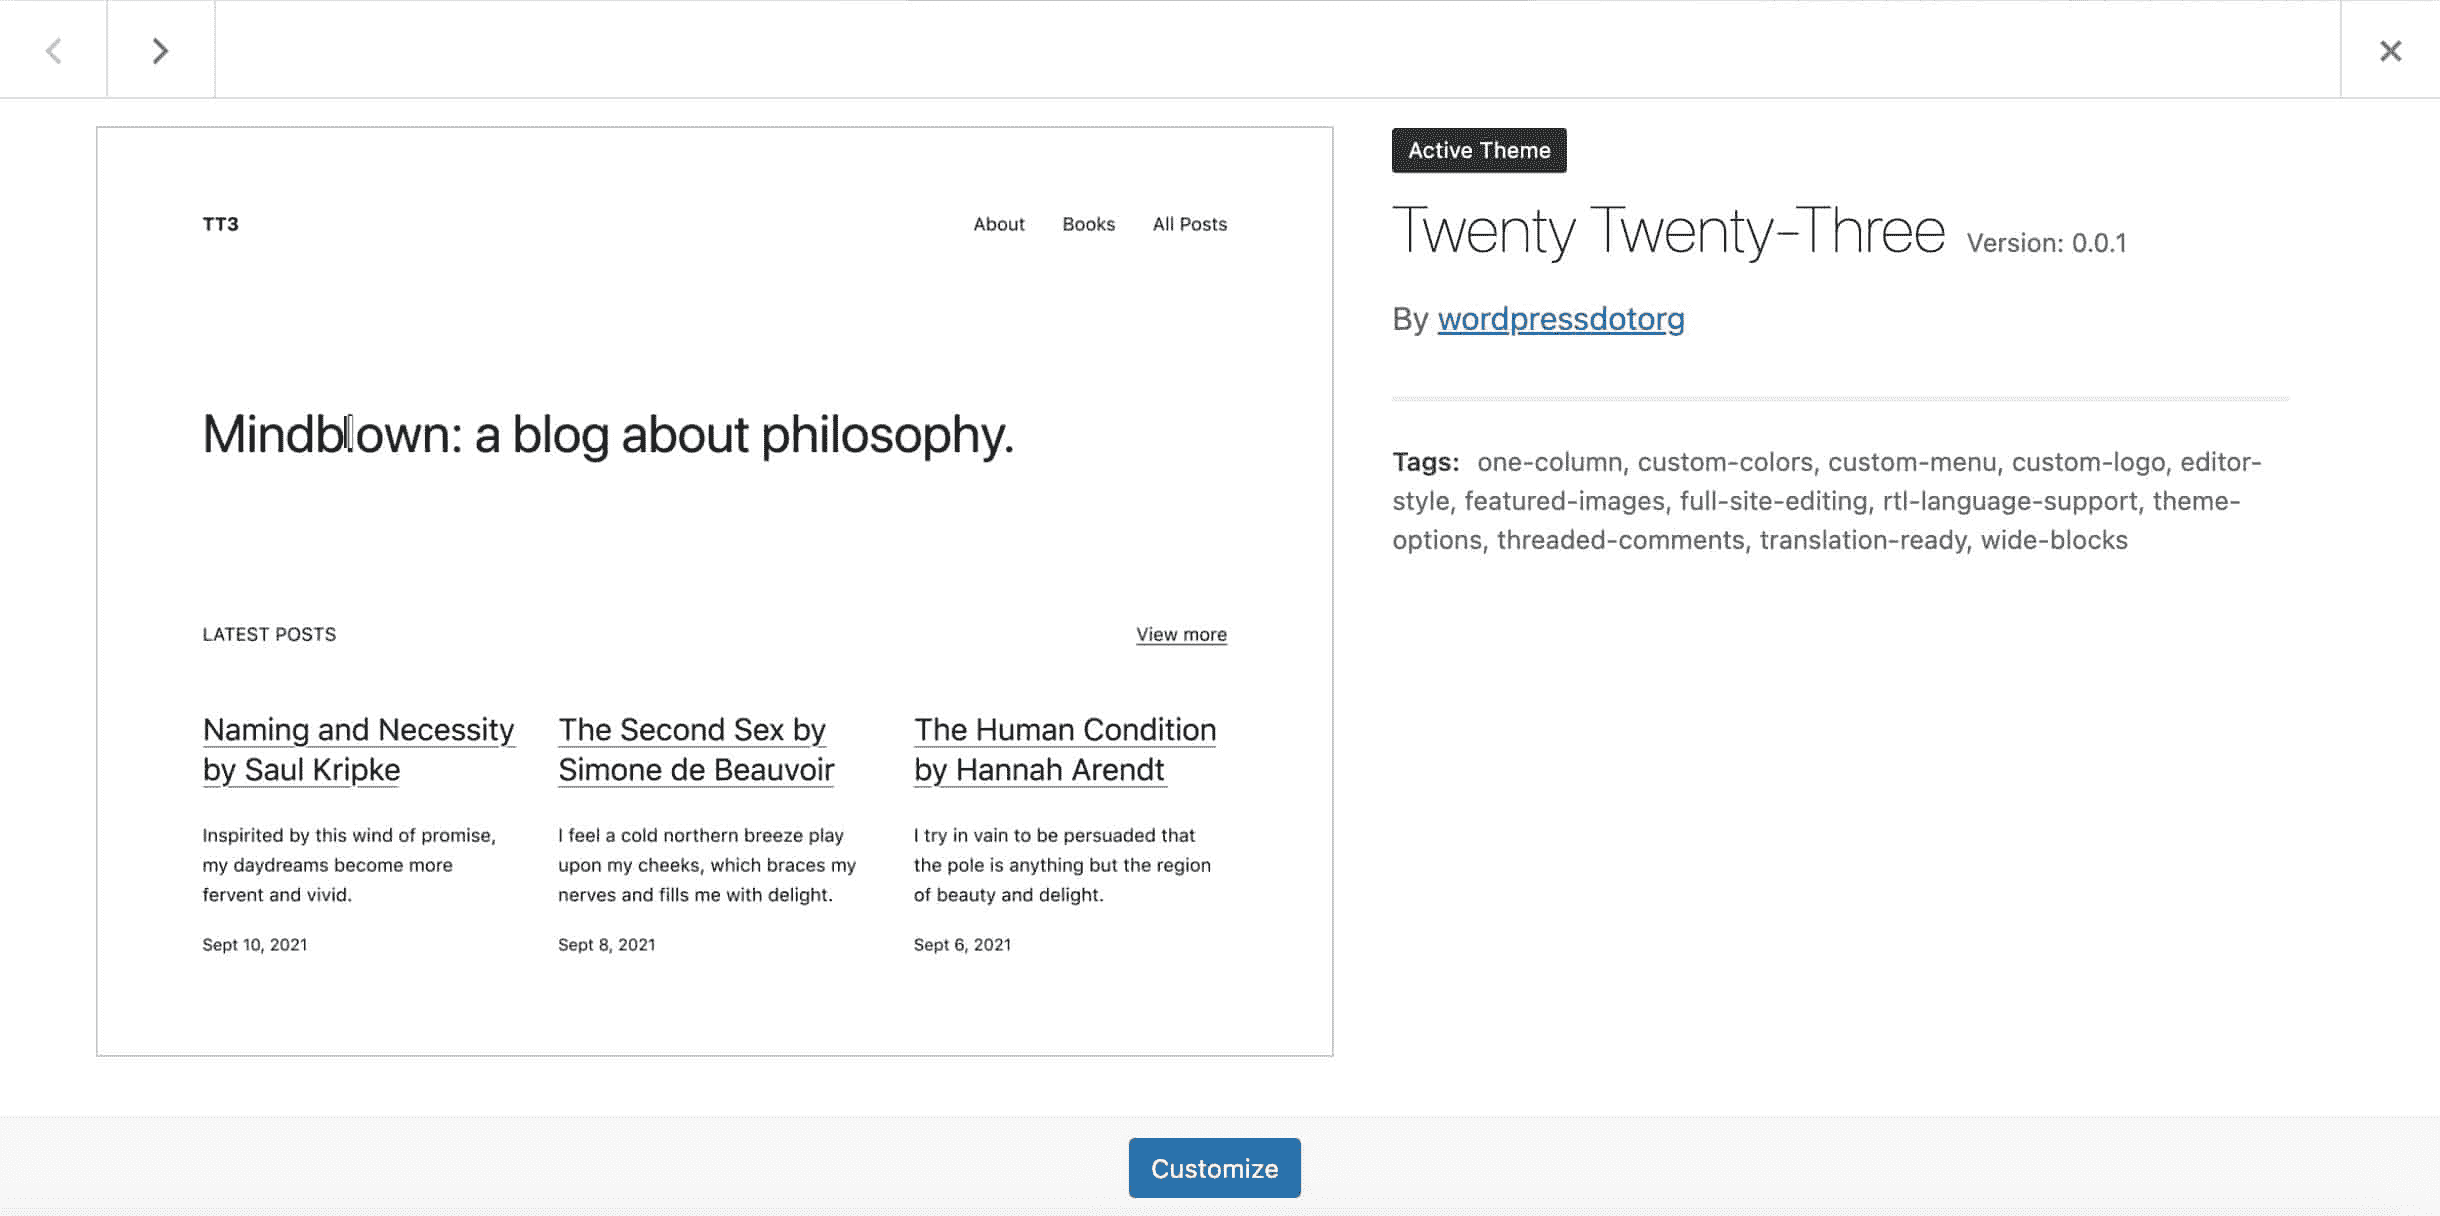 TT3
About Books All Posts
Mindblown: a blog about philosophy.
LATEST POSTS
View more
Naming and Necessity
by Saul Kripke
Inspirited by this wind of promise,
my daydreams become more
fervent and vivid.
Sept 10, 2021
The Second Sex by
Simone de Beauvoir
I feel a cold northern breeze play
upon my cheeks, which braces my
nerves and fills me with delight.
Sept 8, 2021
The Human Condition
by Hannah Arendt
I try in vain to be persuaded that
the pole is anything but the region
of beauty and delight.
Sept 6, 2021
Active Theme
Twenty Twenty-Three Version: 0.0.1
By wordpressdotorg
Tags: one-column, custom-colors, custom-menu, custom-logo, editor-
style, featured-images, full-site-editing, rtl-language-support, theme-
options, threaded-comments, translation-ready, wide-blocks
Customize